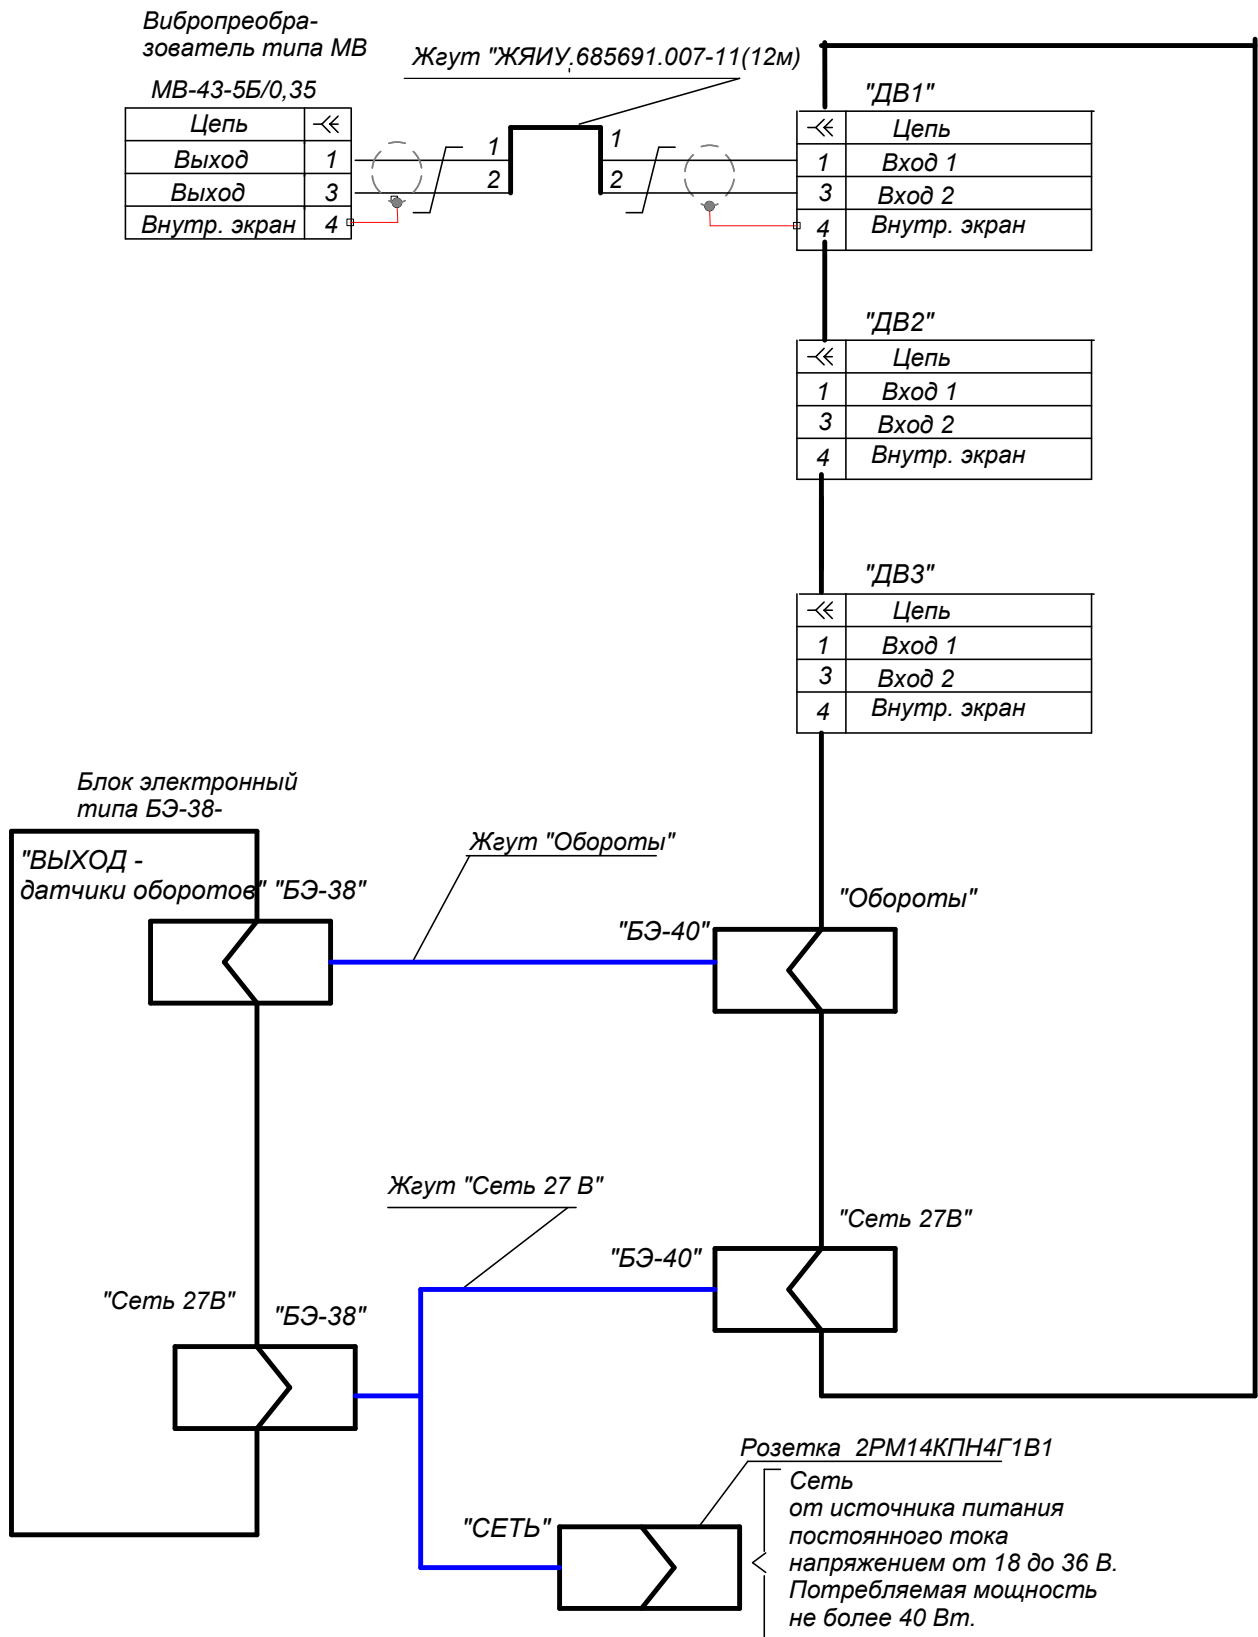 Вибропреобра-
зователь типа МВ
МВ-43-5Б/0,35
Цепь
Выход 1
Выход 3
Внутр. экран 4
Жгут "ЖЯИУ.685691.007-11(12м)
1
2
1
2
"ДВ1"
Цепь
1 Вход 1
3 Вход 2
4 Внутр. экран
"ДВ2"
Цепь
1 Вход 1
3 Вход 2
4 Внутр. экран
"ДВ3"
Цепь
1 Вход 1
3 Вход 2
4 Внутр. экран
Блок электронный
типа БЭ-38-
"ВЫХОД -
датчики оборотов" "БЭ-38"
Жгут "Обороты"
"БЭ-40"
"Обороты"
Жгут "Сеть 27 В"
"БЭ-40"
"Сеть 27В"
"Сеть 27В"
"БЭ-38"
"СЕТЬ"
Розетка 2РМ14КПН4Г1В1
Сеть
от источника питания
постоянного тока
напряжением от 18 до 36 В.
Потребляемая мощность
не более 40 Вт.